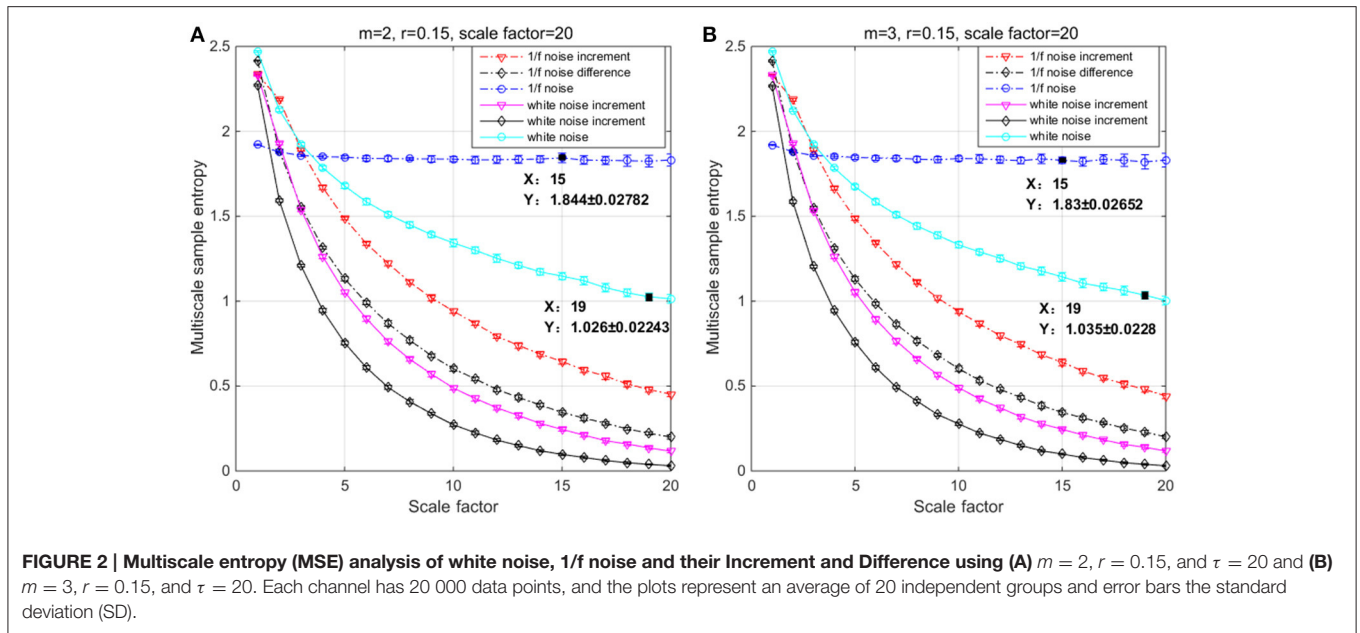 A
m=2, r=0.15, scale factor=20
2.5
2
1.5
1
0.5
0
Multiscale sample entropy
1/f noise increment
1/f noise difference
1/f noise
white noise increment
white noise increment
white noise
X： 15
Y： 1.844±0.02782
X： 19
Y： 1.026±0.02243
0
5
10
15
20
Scale factor
B
m=3, r=0.15, scale factor=20
2.5
2
1.5
1
0.5
0
Multiscale sample entropy
1/f noise increment
1/f noise difference
1/f noise
white noise increment
white noise increment
white noise
X： 15
Y： 1.83±0.02652
X： 19
Y： 1.035±0.0228
0
5
10
15
20
Scale factor
FIGURE 2 | Multiscale entropy (MSE) analysis of white noise, 1/f noise and their Increment and Difference using (A) m = 2, r = 0.15, and τ = 20 and (B)
m = 3, r = 0.15, and τ = 20. Each channel has 20 000 data points, and the plots represent an average of 20 independent groups and error bars the standard
deviation (SD).